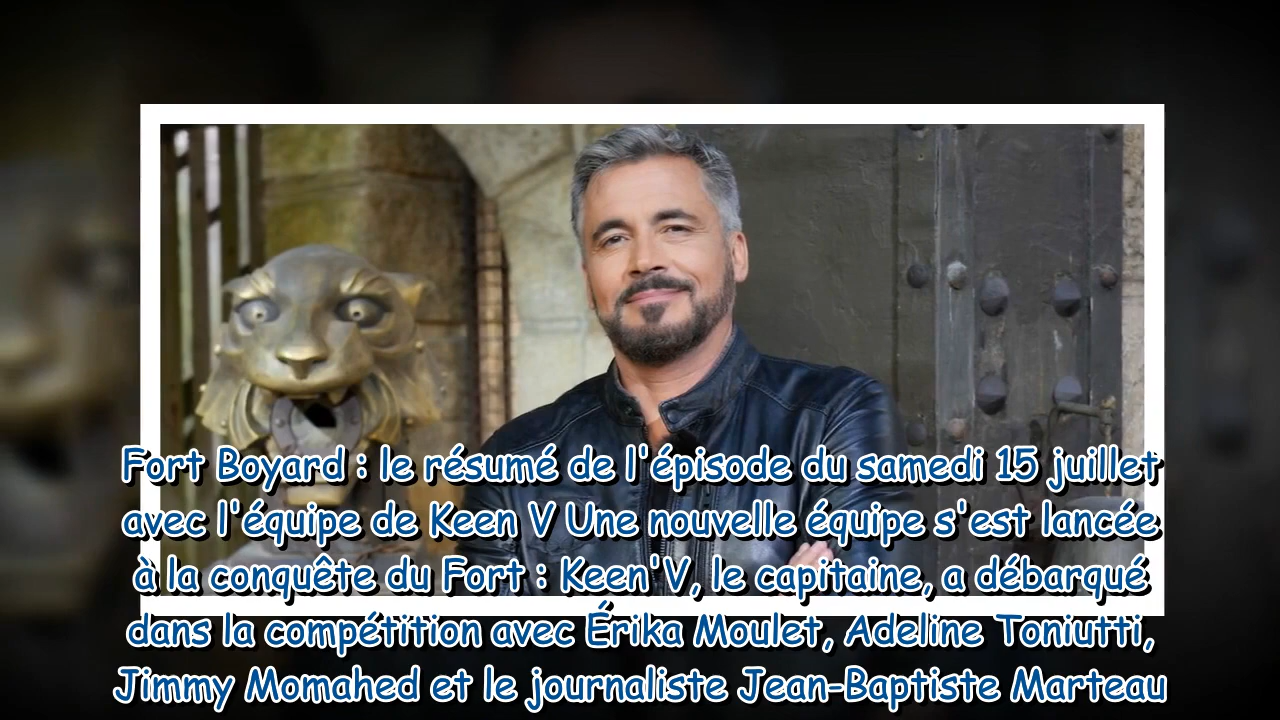 Fort Boyard : le résumé de l'épisode du samedi 15 juillet
avec l'équipe de Keen V Une nouvelle équipe s'est lancée
à la conquête du Fort : Keen'V, le capitaine, a débarqué
dans la compétition avec Érika Moulet, Adeline Toniutti,
Jimmy Momahed et le journaliste Jean-Baptiste Marteau